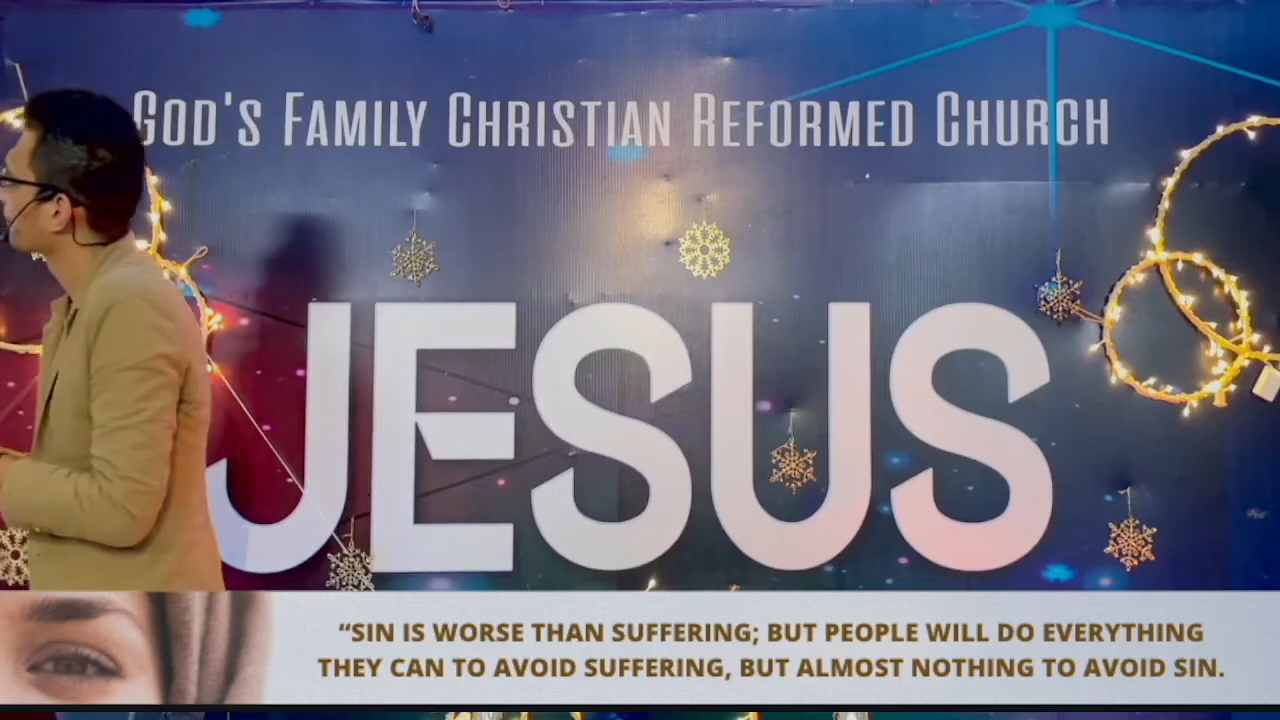 GOD'S FAMILY CHRISTIAN REFORMED CHURCH
JESUS
“SIN IS WORSE THAN SUFFERING; BUT PEOPLE WILL DO EVERYTHING
THEY CAN TO AVOID SUFFERING, BUT ALMOST NOTHING TO AVOID SIN.